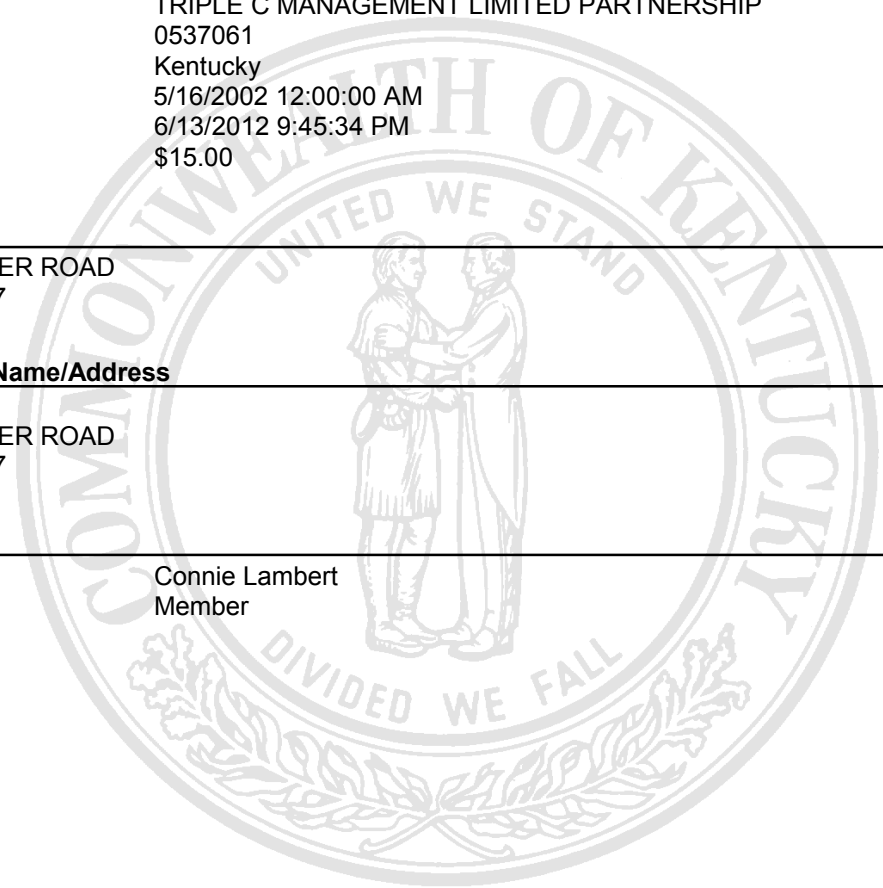 TRIPLE C MANAGEMENT LIMITED PARTNERSHIP
0537061
Kentucky
5/16/2002 12:00:00 AM
6/13/2012 9:45:34 PM
$15.00
ER ROAD
7
Name/Address
ER ROAD
7
Connie Lambert
Member
COMMONWEALTH OF KENTUCKY
UNITED WE STAND
DIVIDED WE FALL